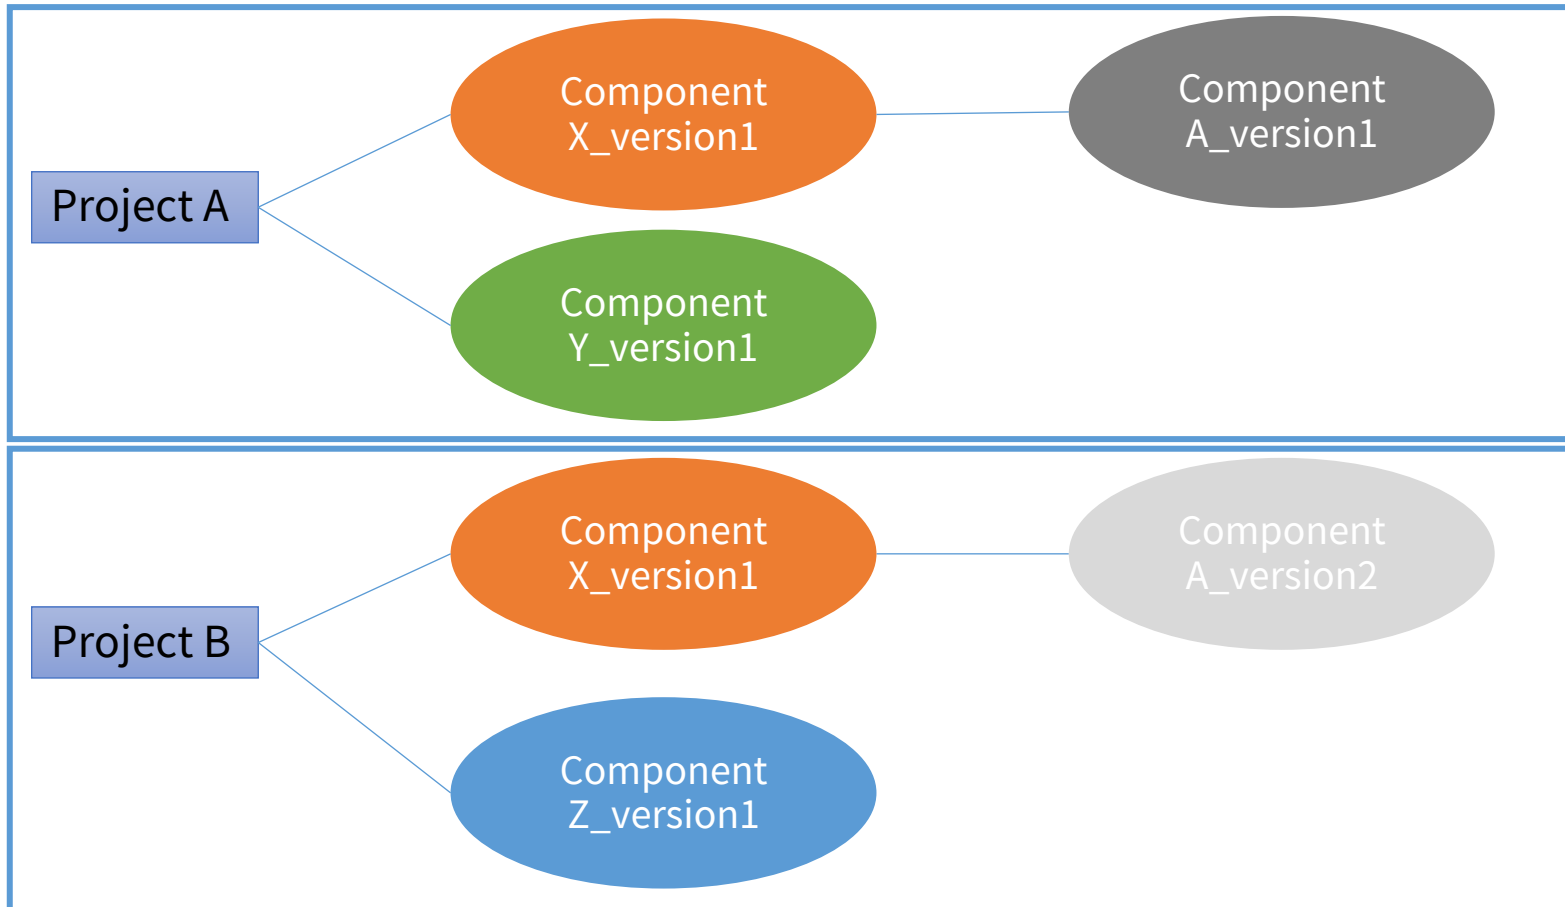 Component
X_version1
Component
A_version1
Project A
Component
Y_version1
Component
X_version1
Component
A_version2
Project B
Component
Z_version1